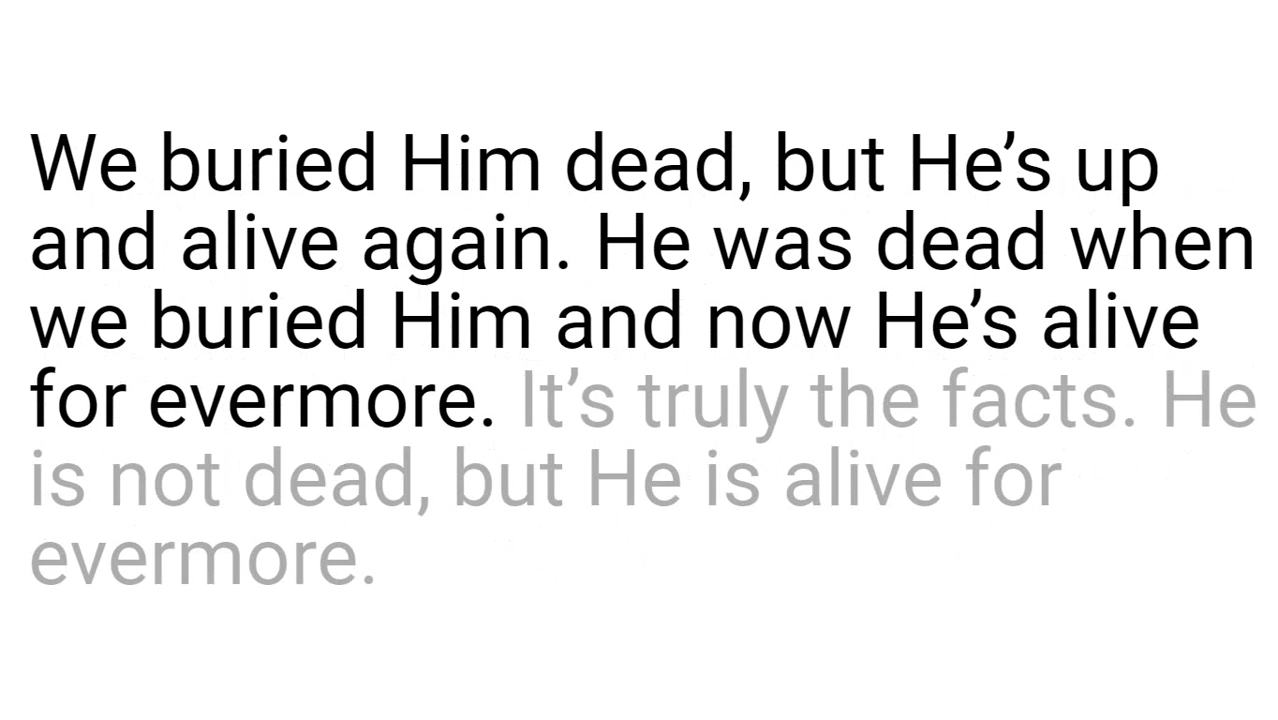 We buried Him dead, but He’s up
and alive again. He was dead when
we buried Him and now He’s alive
for evermore. It’s truly the facts. He
is not dead, but He is alive for
evermore.